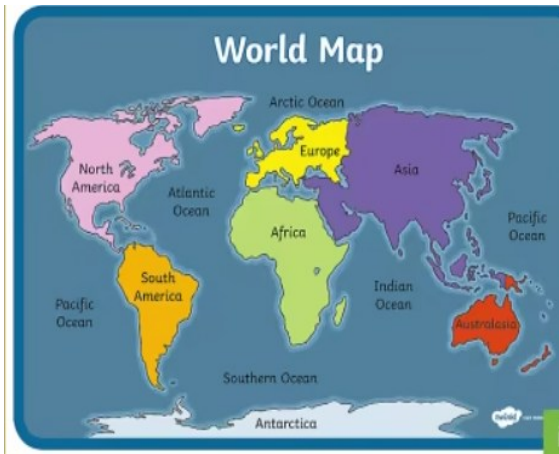 World Map
Arctic Ocean
Europe
North
America
Asia
Atlantic
Ocean
Africa
Pacific
Ocean
South
America
Indian
Ocean
Pacific
Ocean
Australasia
Southern Ocean
Antarctica
twinkl